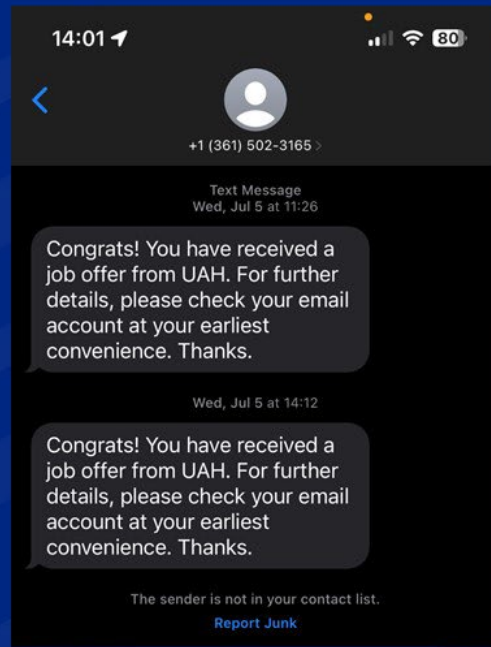 14:01
80
+1 (361) 502-3165
Text Message
Wed, Jul 5 at 11:26
Congrats! You have received a
job offer from UAH. For further
details, please check your email
account at your earliest
convenience. Thanks.
Wed, Jul 5 at 14:12
Congrats! You have received a
job offer from UAH. For further
details, please check your email
account at your earliest
convenience. Thanks.
The sender is not in your contact list.
Report Junk